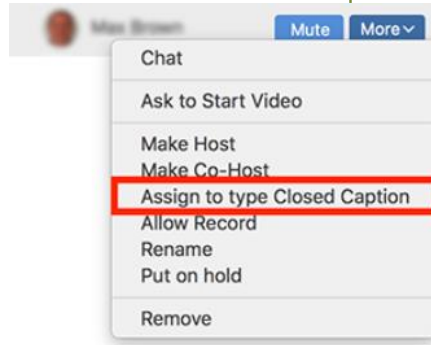 Mute More
Chat
Ask to Start Video
Make Host
Make Co-Host
Assign to type Closed Caption
Allow Record
Rename
Put on hold
Remove